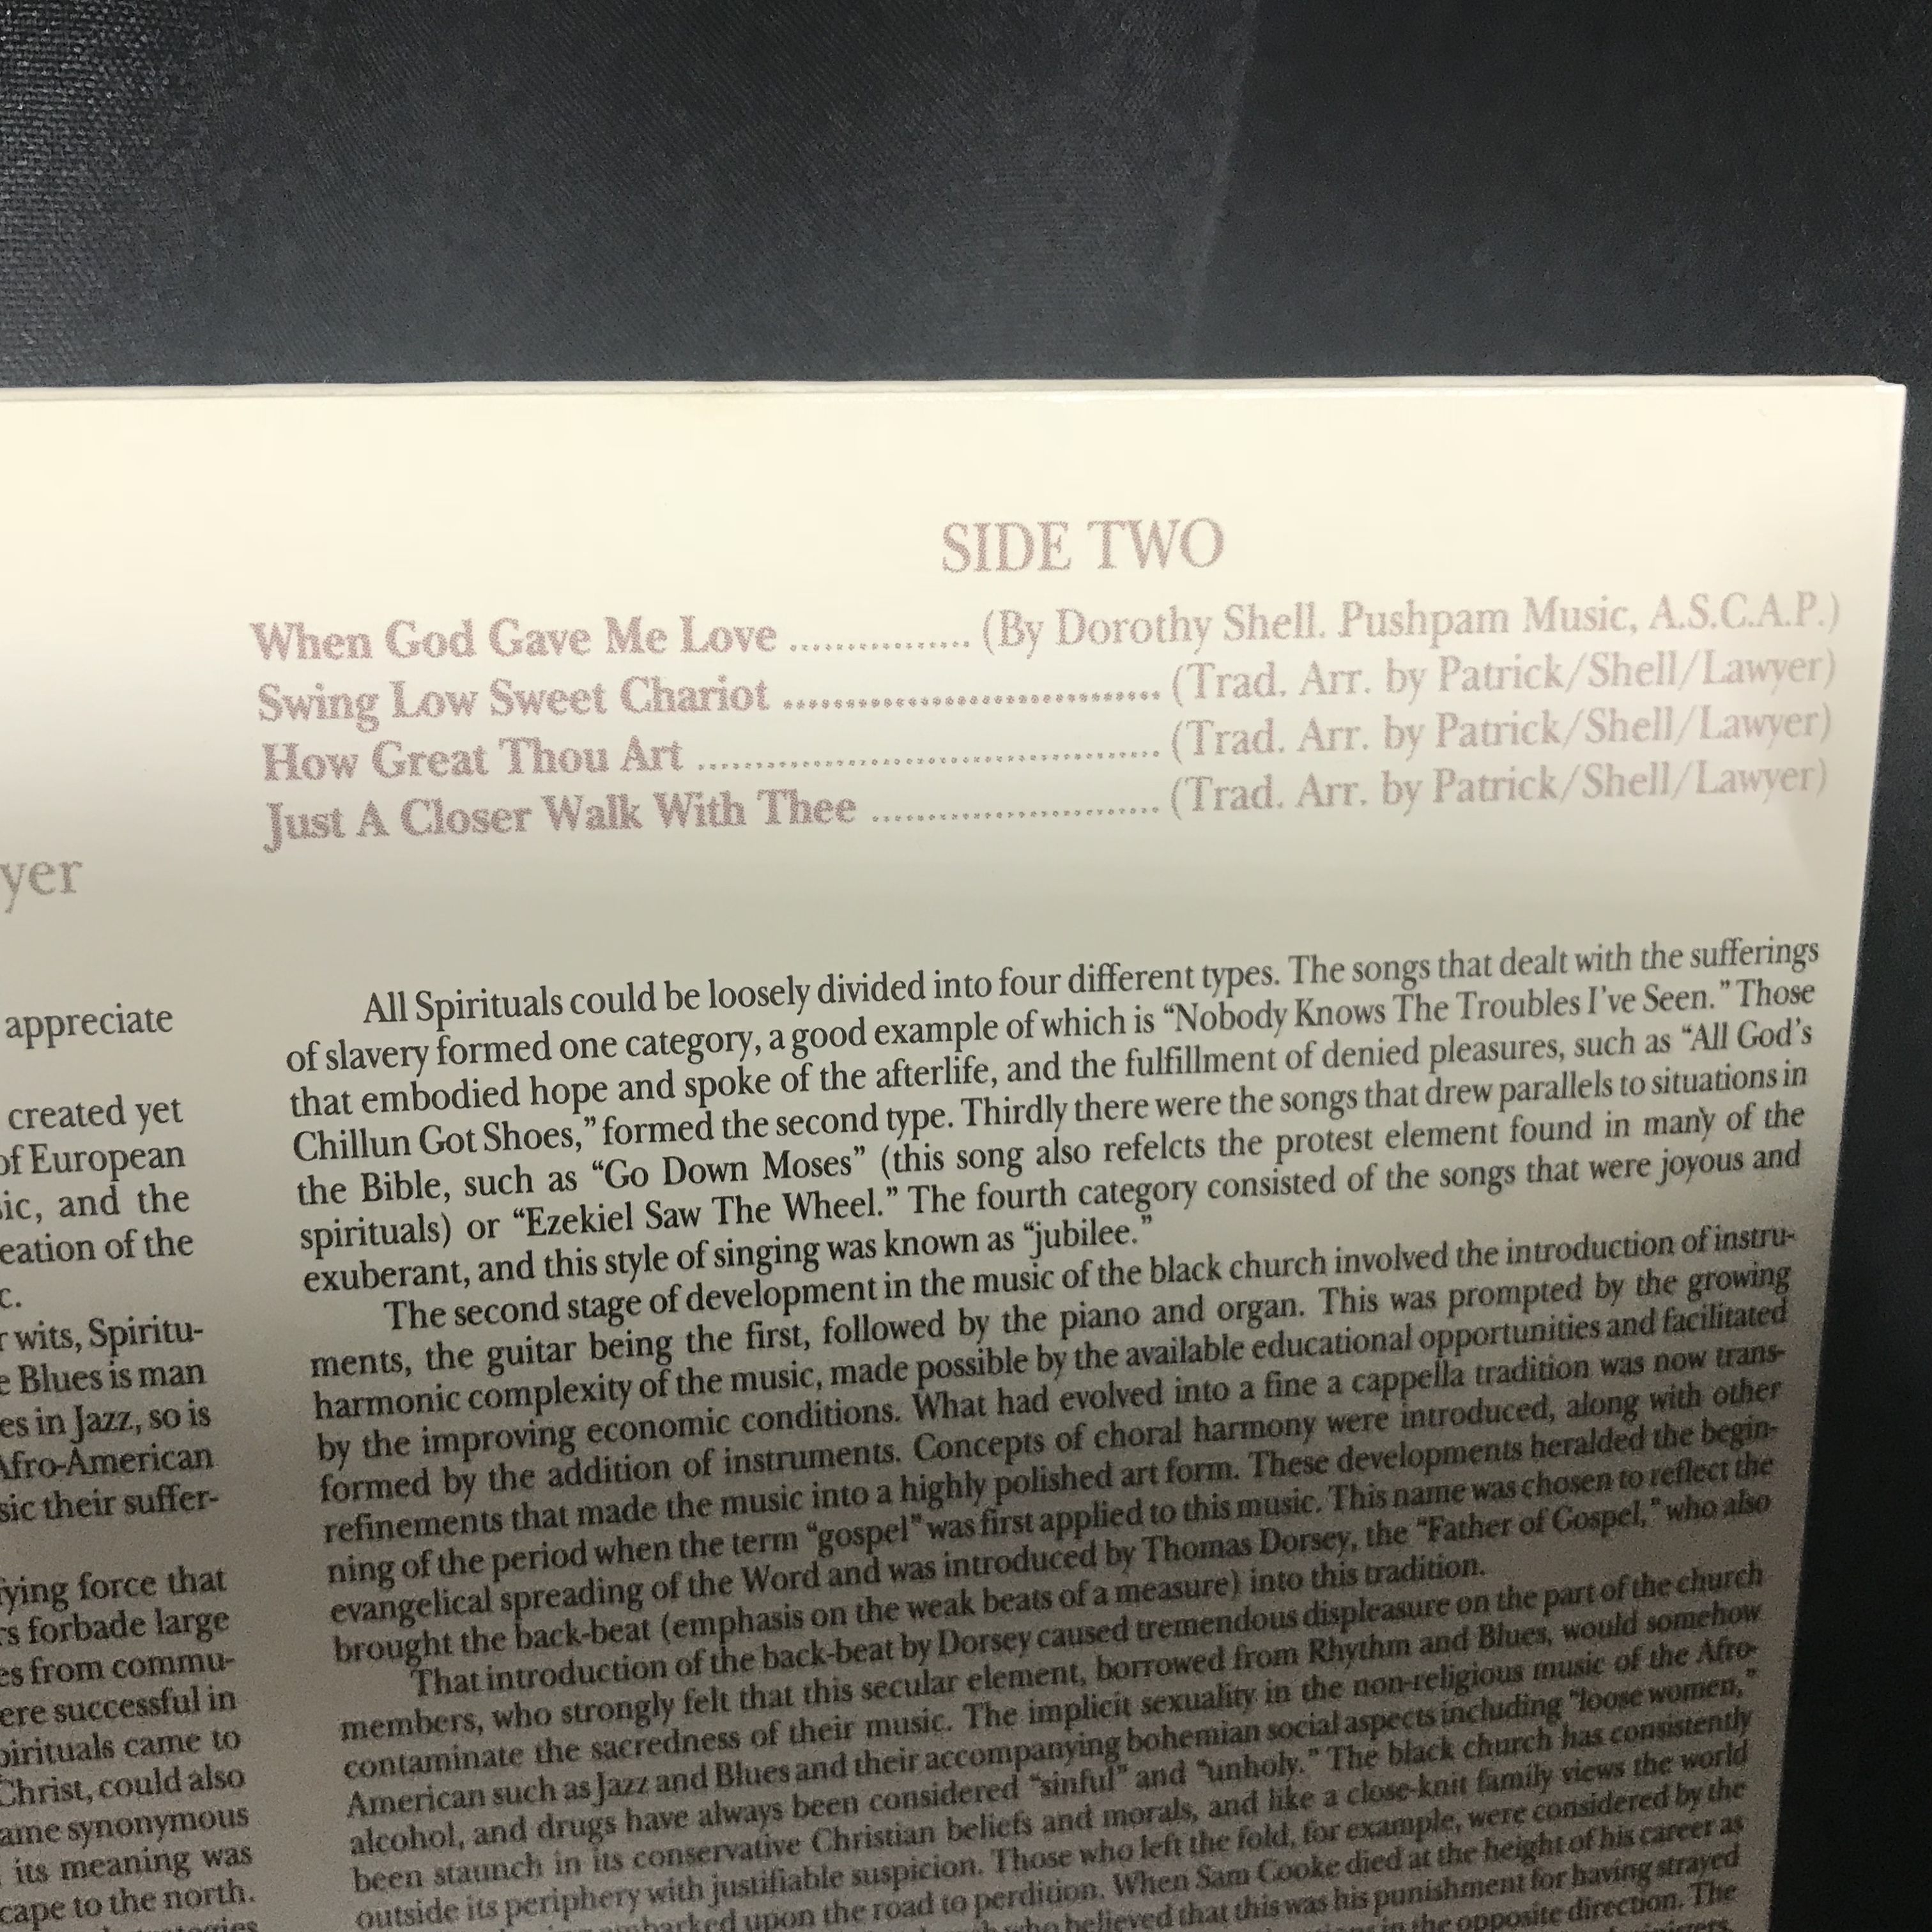 SIDE TWO
When God Gave Me Love ................ (By Dorothy Shell. Pushpam Music, A.S.C.A.P.)
Swing Low Sweet Chariot ................................. (Trad. Arr. by Patrick/Shell/Lawyer)
How Great Thou Art ........................................ (Trad. Arr. by Patrick/Shell/Lawyer)
Just A Closer Walk With Thee ......................... (Trad. Arr. by Patrick/Shell/Lawyer)
yer
appreciate
created yet
of European
sic, and the
eation of the
c.
r wits, Spiritu-
e Blues is man
es in Jazz, so is
Afro-American
sic their suffer-
fying force that
rs forbade large
es from commu-
ere successful in
pirituals came to
Christ, could also
ame synonymous
its meaning was
cape to the north.
All Spirituals could be loosely divided into four different types. The songs that dealt with the sufferings
of slavery formed one category, a good example of which is “Nobody Knows The Troubles I’ve Seen.” Those
that embodied hope and spoke of the afterlife, and the fulfillment of denied pleasures, such as “All God’s
Chillun Got Shoes,” formed the second type. Thirdly there were the songs that drew parallels to situations in
the Bible, such as “Go Down Moses” (this song also refelcts the protest element found in many of the
spirituals) or “Ezekiel Saw The Wheel.” The fourth category consisted of the songs that were joyous and
exuberant, and this style of singing was known as “jubilee.”
The second stage of development in the music of the black church involved the introduction of instru-
ments, the guitar being the first, followed by the piano and organ. This was prompted by the growing
harmonic complexity of the music, made possible by the available educational opportunities and facilitated
by the improving economic conditions. What had evolved into a fine a cappella tradition was now trans-
formed by the addition of instruments. Concepts of choral harmony were introduced, along with other
refinements that made the music into a highly polished art form. These developments heralded the begin-
ning of the period when the term “gospel” was first applied to this music. This name was chosen to reflect the
evangelical spreading of the Word and was introduced by Thomas Dorsey, the “Father of Gospel,” who also
brought the back-beat (emphasis on the weak beats of a measure) into this tradition.
That introduction of the back-beat by Dorsey caused tremendous displeasure on the part of the church
members, who strongly felt that this secular element, borrowed from Rhythm and Blues, would somehow
contaminate the sacredness of their music. The implicit sexuality in the non-religious music of the Afro-
American such as Jazz and Blues and their accompanying bohemian social aspects including “loose women,”
alcohol, and drugs have always been considered “sinful” and “unholy.” The black church has consistently
been staunch in its conservative Christian beliefs and morals, and like a close-knit family views the world
outside its periphery with justifiable suspicion. Those who left the fold, for example, were considered by the
embarked upon the road to perdition. When Sam Cooke died at the height of his career as
who believed that this was his punishment for having strayed
in the opposite direction. The